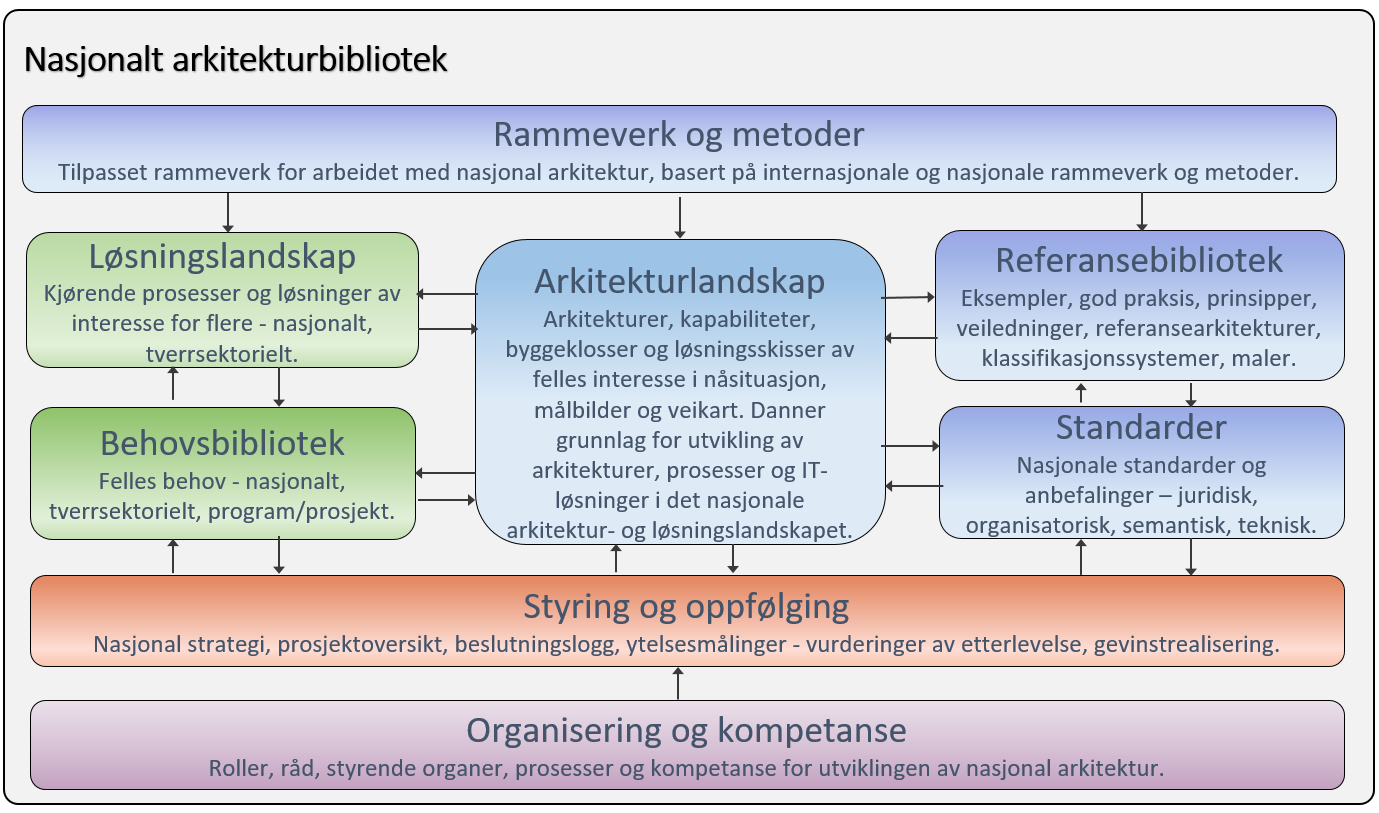 Nasjonalt arkitekturbibliotek
Rammeverk og metoder
Tilpasset rammeverk for arbeidet med nasjonal arkitektur, basert på internasjonale og nasjonale rammeverk og metoder.
Løsningslandskap
Kjørende prosesser og løsninger av
interesse for flere - nasjonalt,
tverrsektorielt.
Arkitekturlandskap
Arkitekturer, kapabiliteter,
byggeklosser og løsningsskisser av
felles interesse i nåsituasjon,
målbilder og veikart. Danner
grunnlag for utvikling av
arkitekturer, prosesser og IT-
løsninger i det nasjonale
arkitektur- og løsningslandskapet.
Referansebibliotek
Eksempler, god praksis, prinsipper,
veiledninger, referansearkitekturer,
klassifikasjonssystemer, maler.
Behovsbibliotek
Felles behov - nasjonalt,
tverrsektorielt, program/prosjekt.
Standarder
Nasjonale standarder og
anbefalinger – juridisk,
organisatorisk, semantisk, teknisk.
Styring og oppfølging
Nasjonal strategi, prosjektoversikt, beslutningslogg, ytelsesmålinger - vurderinger av etterlevelse, gevinstrealisering.
Organisering og kompetanse
Roller, råd, styrende organer, prosesser og kompetanse for utviklingen av nasjonal arkitektur.